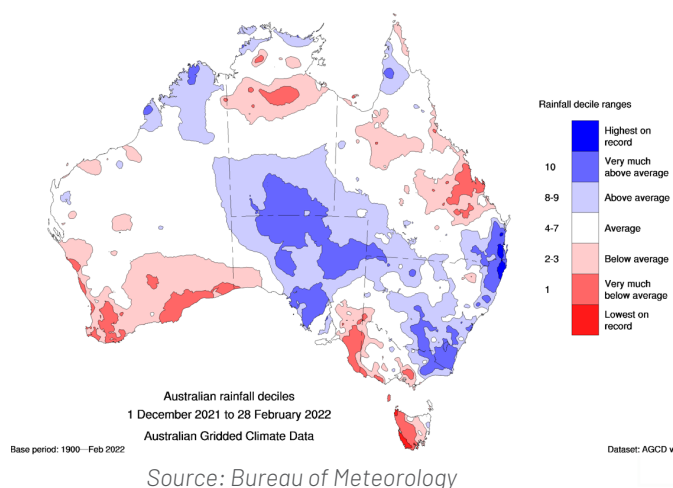 Rainfall decile ranges
Highest on
record
10
Very much
above average
8-9
Above average
4-7
Average
2-3
Below average
1
Very much
below average
Lowest on
record
Australian rainfall deciles
1 December 2021 to 28 February 2022
Australian Gridded Climate Data
Base period: 1900—Feb 2022
Dataset: AGCD v
Source: Bureau of Meteorology